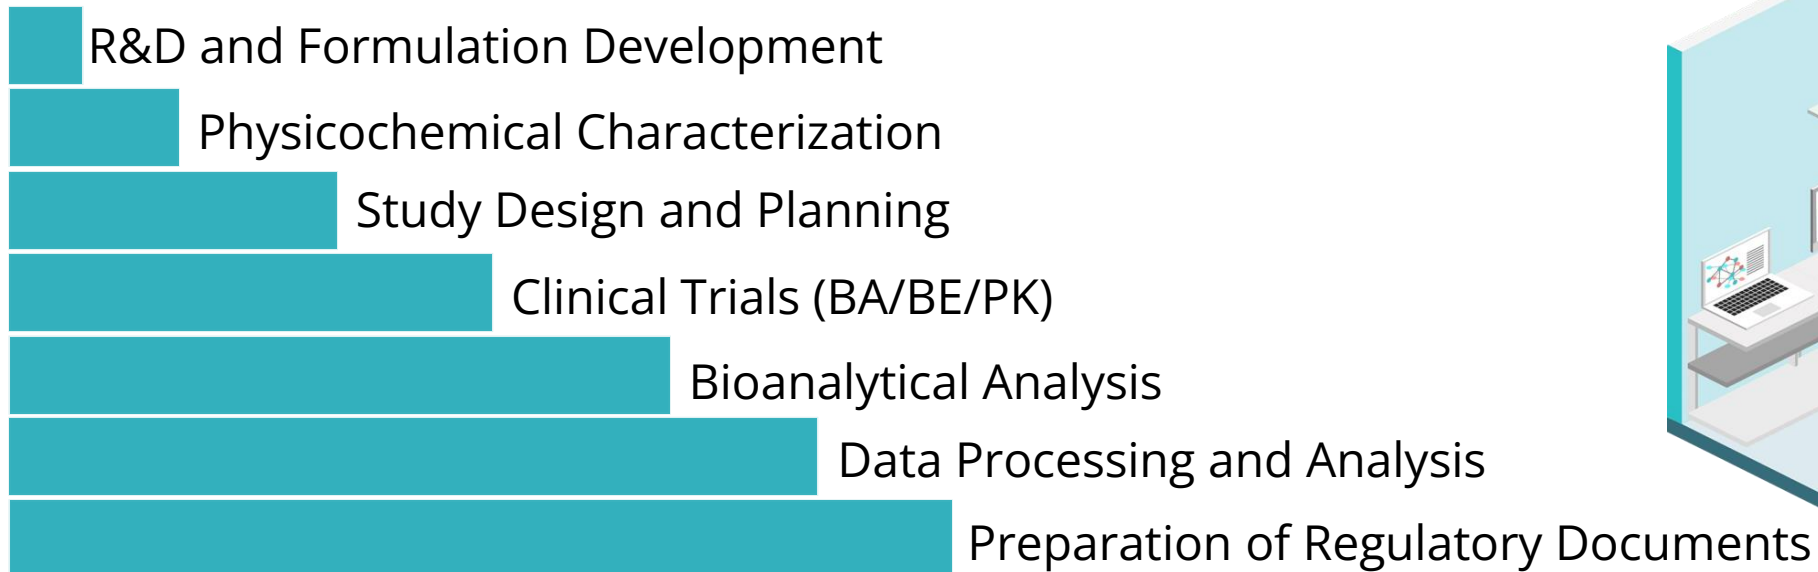 R&D and Formulation Development
Physicochemical Characterization
Study Design and Planning
Clinical Trials (BA/BE/PK)
Bioanalytical Analysis
Data Processing and Analysis
Preparation of Regulatory Documents